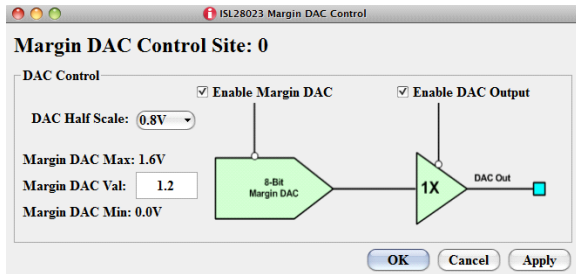 ISL28023 Margin DAC Control
Margin DAC Control Site: 0
DAC Control
Enable Margin DAC
Enable DAC Output
DAC Half Scale: 0.8V
Margin DAC Max: 1.6V
Margin DAC Val: 1.2
Margin DAC Min: 0.0V
8-Bit
Margin DAC
1X
DAC Out
OK
Cancel
Apply